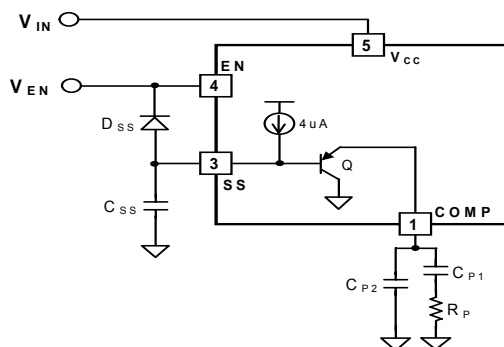 V IN
5
V CC
V EN
EN
4
D SS
4uA
3
SS
Q
C SS
COMP
1
C P2
C P1
R P